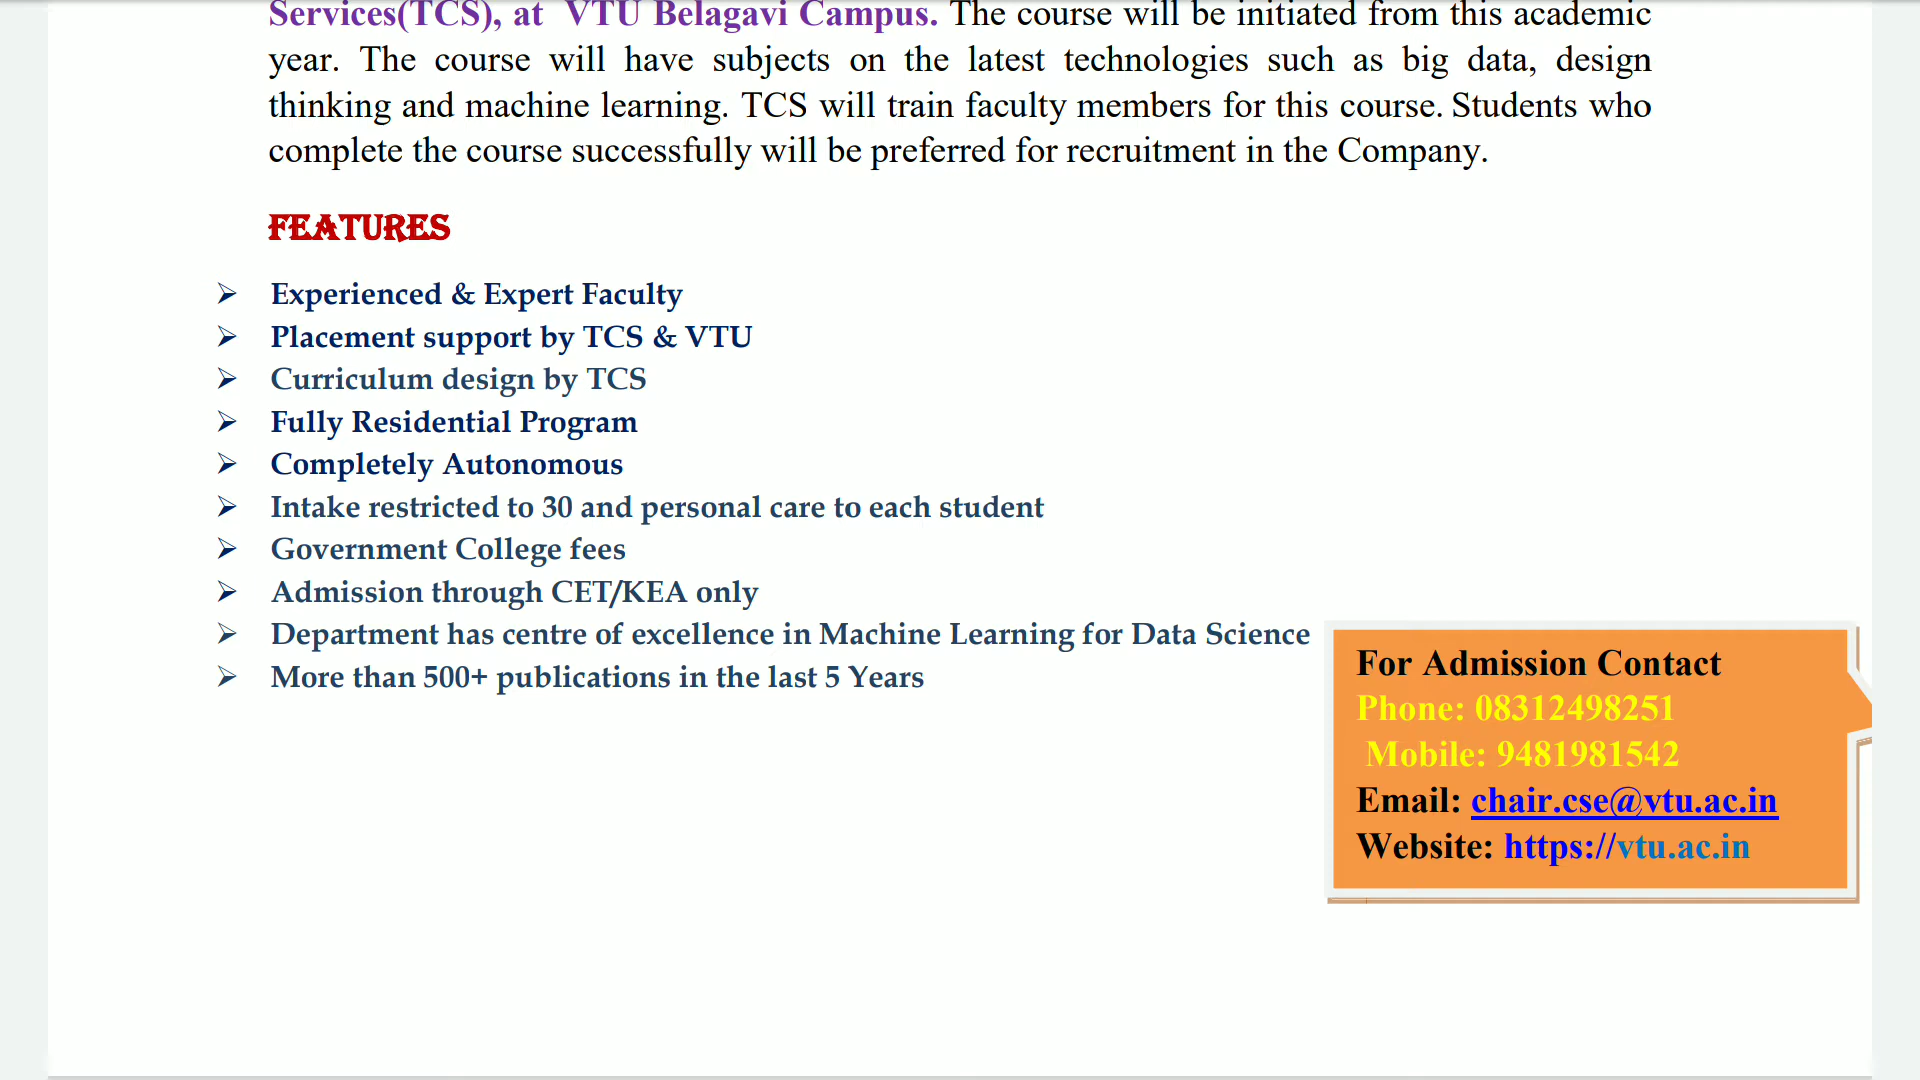 Services(TCS), at VTU Belagavi Campus. The course will be initiated from this academic
year. The course will have subjects on the latest technologies such as big data, design
thinking and machine learning. TCS will train faculty members for this course. Students who
complete the course successfully will be preferred for recruitment in the Company.
FEATURES
➢ Experienced & Expert Faculty
➢ Placement support by TCS & VTU
➢ Curriculum design by TCS
➢ Fully Residential Program
➢ Completely Autonomous
➢ Intake restricted to 30 and personal care to each student
➢ Government College fees
➢ Admission through CET/KEA only
➢ Department has centre of excellence in Machine Learning for Data Science
➢ More than 500+ publications in the last 5 Years
For Admission Contact
Phone: 08312498251
Mobile: 9481981542
Email: chair.cse@vtu.ac.in
Website: https://vtu.ac.in